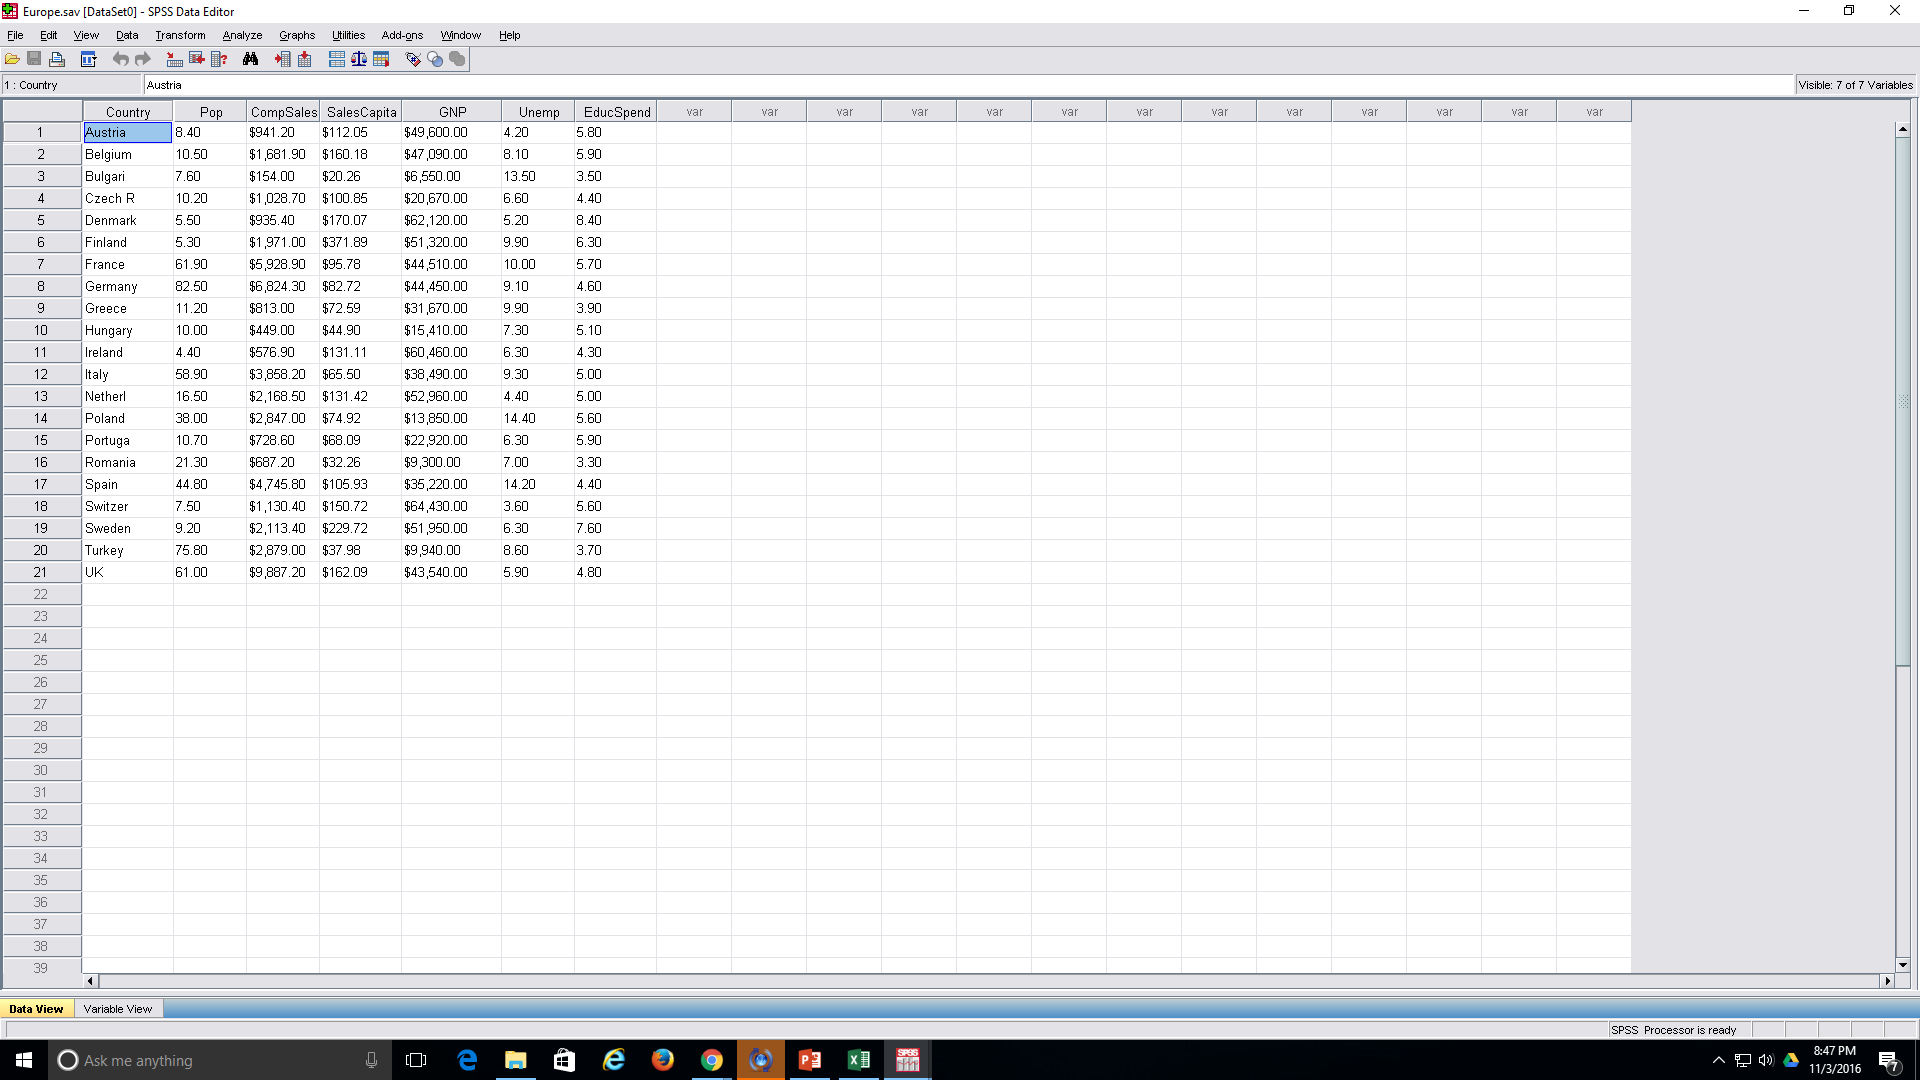 Europe.sav [DataSet0] - SPSS Data Editor
File Edit View Data Transform Analyze Graphs Utilities Add-ons Window Help
1 : Country Austria Visible: 7 of 7 Variables
Country Pop CompSales SalesCapita GNP Unemp EducSpend var var var var var var var var var var var var var
1 Austria 8.40 $941.20 $112.05 $49,600.00 4.20 5.80
2 Belgium 10.50 $1,681.90 $160.18 $47,090.00 8.10 5.90
3 Bulgari 7.60 $154.00 $20.26 $6,550.00 13.50 3.50
4 Czech R 10.20 $1,028.70 $100.85 $20,670.00 6.60 4.40
5 Denmark 5.50 $935.40 $170.07 $62,120.00 5.20 8.40
6 Finland 5.30 $1,971.00 $371.89 $51,320.00 9.90 6.30
7 France 61.90 $5,928.90 $95.78 $44,510.00 10.00 5.70
8 Germany 82.50 $6,824.30 $82.72 $44,450.00 9.10 4.60
9 Greece 11.20 $813.00 $72.59 $31,670.00 9.90 3.90
10 Hungary 10.00 $449.00 $44.90 $15,410.00 7.30 5.10
11 Ireland 4.40 $576.90 $131.11 $60,460.00 6.30 4.30
12 Italy 58.90 $3,858.20 $65.50 $38,490.00 9.30 5.00
13 Netherl 16.50 $2,168.50 $131.42 $52,960.00 4.40 5.00
14 Poland 38.00 $2,847.00 $74.92 $13,850.00 14.40 5.60
15 Portuga 10.70 $728.60 $68.09 $22,920.00 6.30 5.90
16 Romania 21.30 $687.20 $32.26 $9,300.00 7.00 3.30
17 Spain 44.80 $4,745.80 $105.93 $35,220.00 14.20 4.40
18 Switzer 7.50 $1,130.40 $150.72 $64,430.00 3.60 5.60
19 Sweden 9.20 $2,113.40 $229.72 $51,950.00 6.30 7.60
20 Turkey 75.80 $2,879.00 $37.98 $9,940.00 8.60 3.70
21 UK 61.00 $9,887.20 $162.09 $43,540.00 5.90 4.80
22
23
24
25
26
27
28
29
30
31
32
33
34
35
36
37
38
39
Data View Variable View
SPSS Processor is ready
Ask me anything
8:47 PM
11/3/2016
7